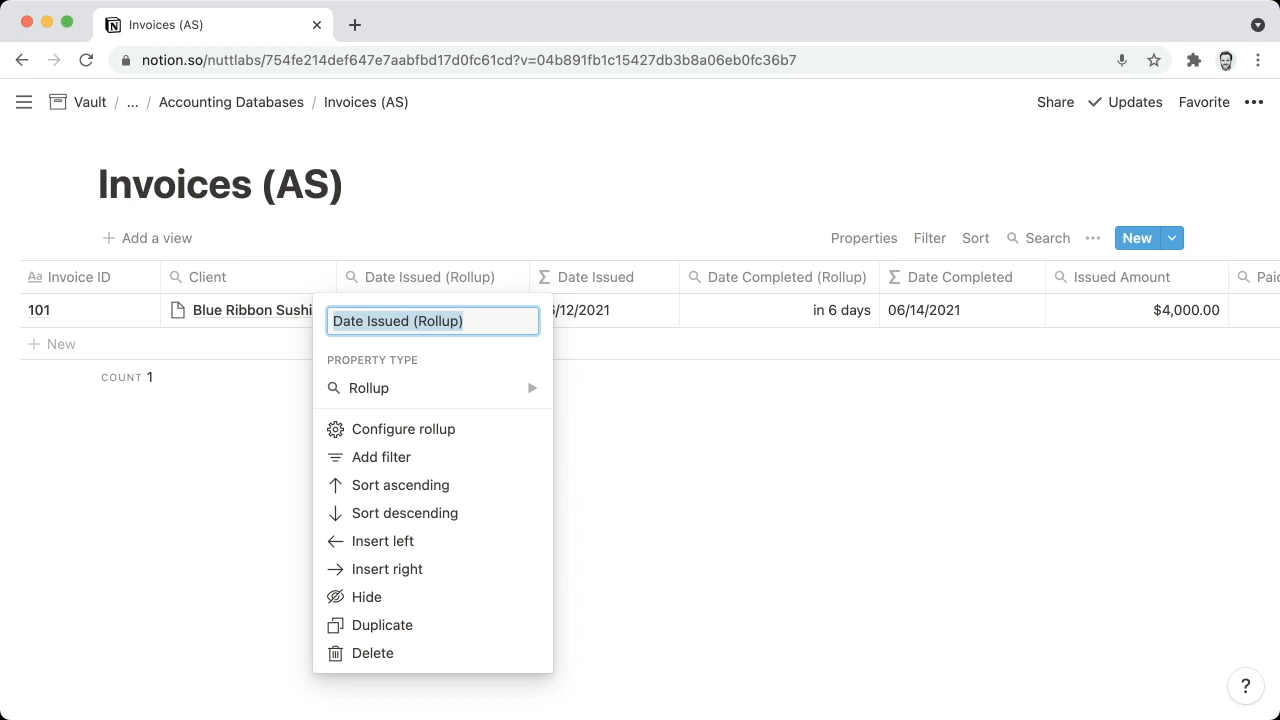 Invoices (AS)
notion.so/nuttlabs/754fe214def647e7aabfbd17d0fc61cd?v=04b891fb1c15427db3b8a06eb0fc36b7
Vault / ... / Accounting Databases / Invoices (AS)
Share Updates Favorite
Invoices (AS)
Add a view
Properties Filter Sort Search New
Aa Invoice ID Client Date Issued (Rollup) Date Issued Date Completed (Rollup) Date Completed Issued Amount
101 Blue Ribbon Sushi /12/2021 in 6 days 06/14/2021 $4,000.00
New
COUNT 1
Date Issued (Rollup)
PROPERTY TYPE
Rollup
Configure rollup
Add filter
Sort ascending
Sort descending
Insert left
Insert right
Hide
Duplicate
Delete
?